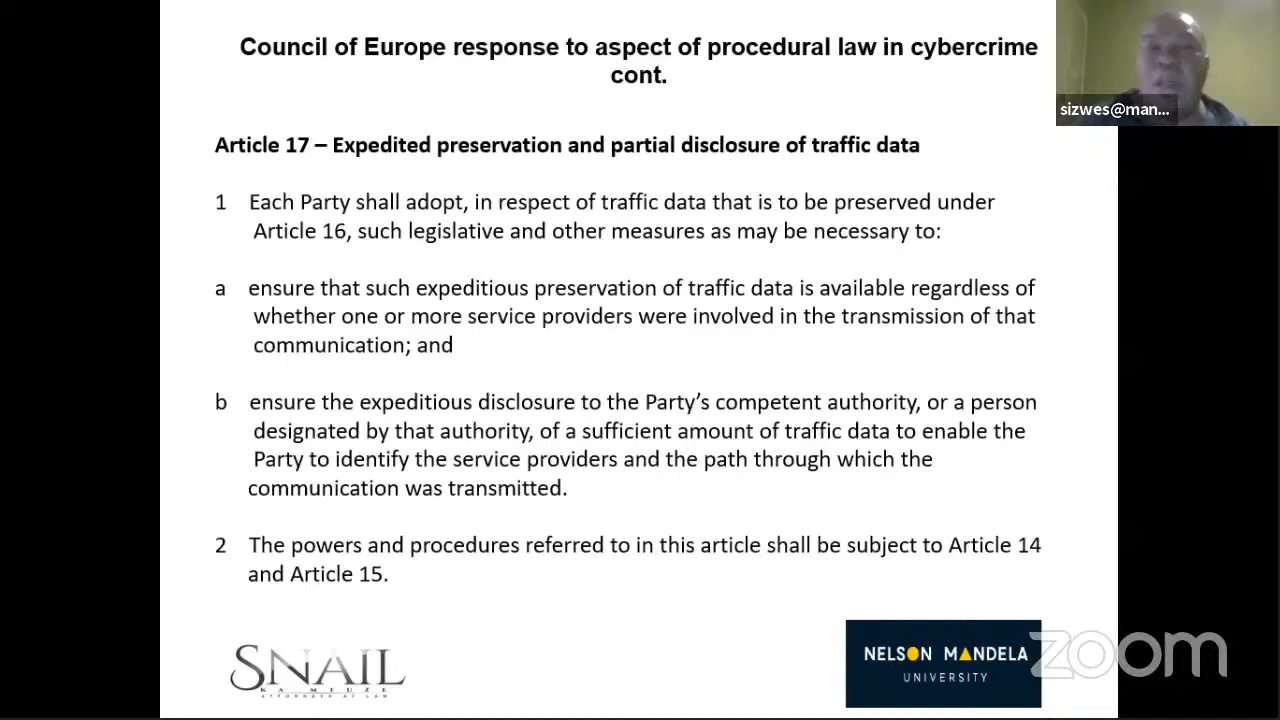 Council of Europe response to aspect of procedural law in cybercrime
cont.
sizwes@man...
Article 17 – Expedited preservation and partial disclosure of traffic data
1 Each Party shall adopt, in respect of traffic data that is to be preserved under
Article 16, such legislative and other measures as may be necessary to:
a ensure that such expeditious preservation of traffic data is available regardless of
whether one or more service providers were involved in the transmission of that
communication; and
b ensure the expeditious disclosure to the Party’s competent authority, or a person
designated by that authority, of a sufficient amount of traffic data to enable the
Party to identify the service providers and the path through which the
communication was transmitted.
2 The powers and procedures referred to in this article shall be subject to Article 14
and Article 15.
SNAIL
ATTORNEYS AT LAW
NELSON MANDELA
UNIVERSITY
zoom